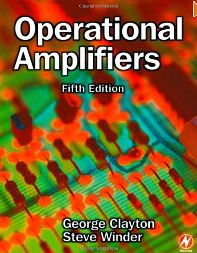 Operational
Amplifiers
Fifth Edition
George Clayton
Steve Winder